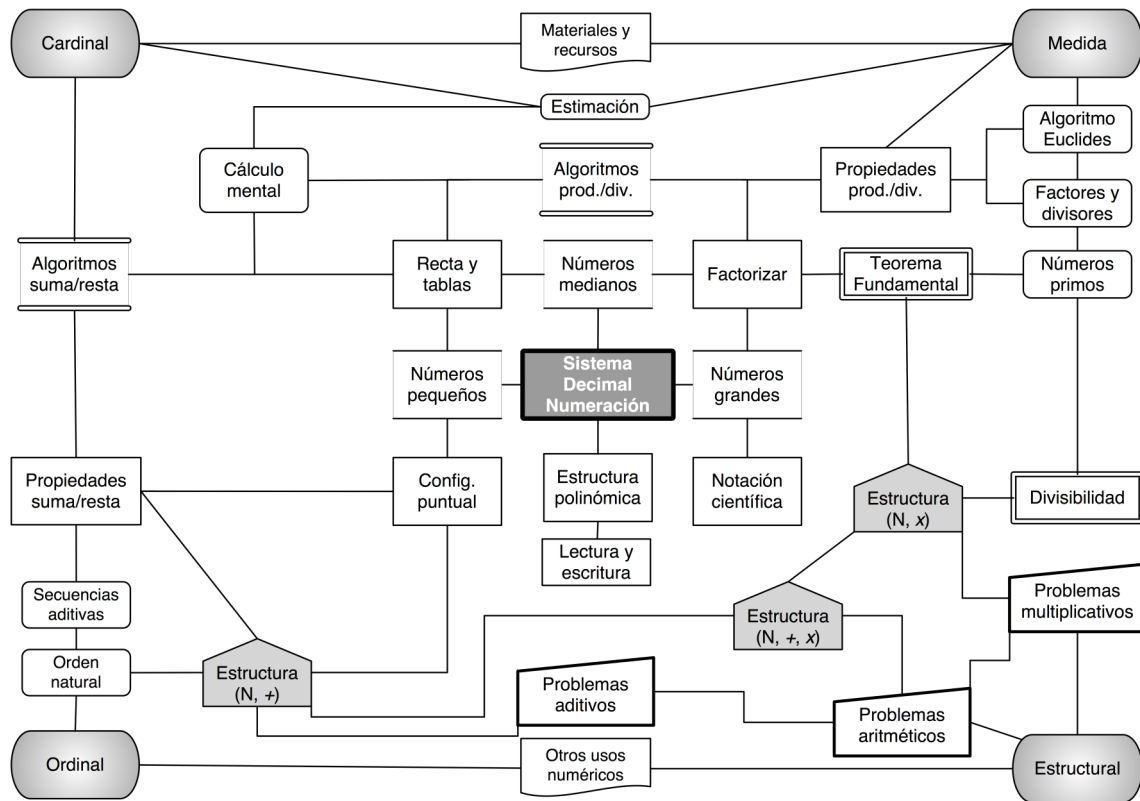 Cardinal
Materiales y
recursos
Medida
Estimación
Algoritmo
Euclides
Cálculo
mental
Algoritmos
prod./div.
Propiedades
prod./div.
Factores y
divisores
Algoritmos
suma/resta
Recta y
tablas
Números
medianos
Factorizar
Teorema
Fundamental
Números
primos
Números
pequeños
Sistema
Decimal
Numeración
Números
grandes
Propiedades
suma/resta
Config.
puntual
Estructura
polinómica
Notación
científica
Estructura
(N, x)
Divisibilidad
Lectura y
escritura
Secuencias
aditivas
Estructura
(N, +, x)
Problemas
multiplicativos
Orden
natural
Estructura
(N, +)
Problemas
aditivos
Problemas
aritméticos
Ordinal
Otros usos
numéricos
Estructural